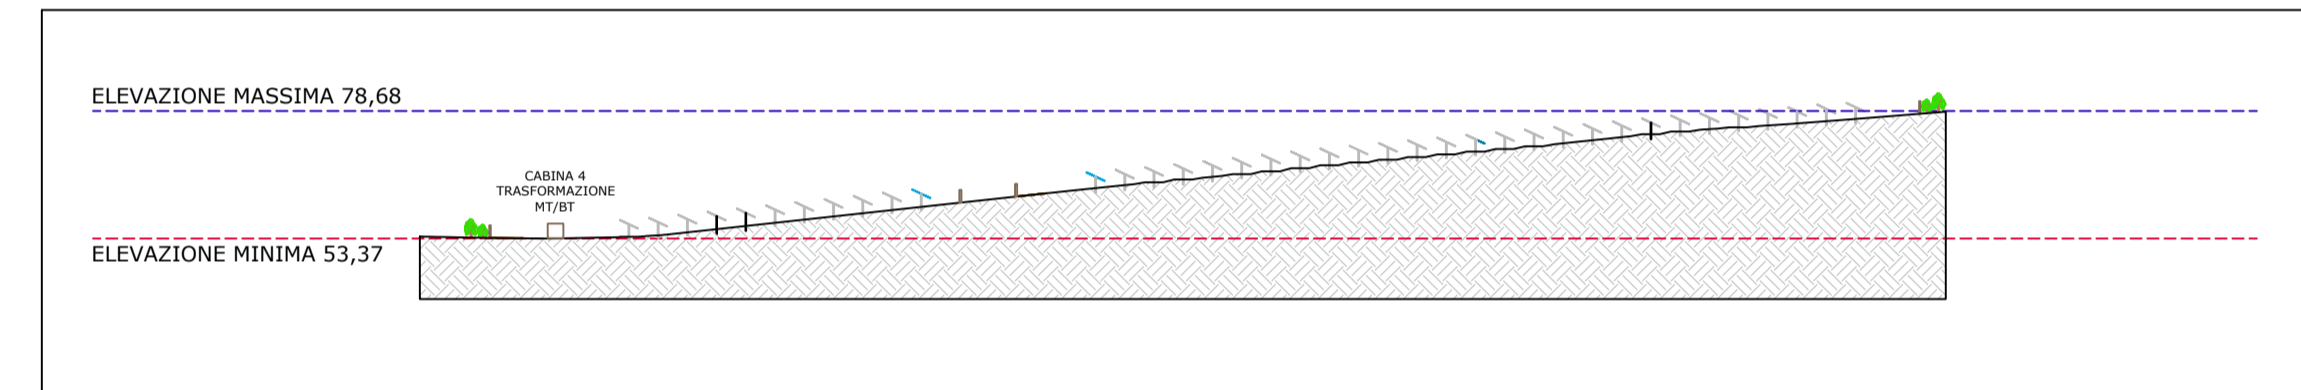 ELEVAZIONE MASSIMA 78,68
CABINA 4
TRASFORMAZIONE
MT/BT
ELEVAZIONE MINIMA 53,37